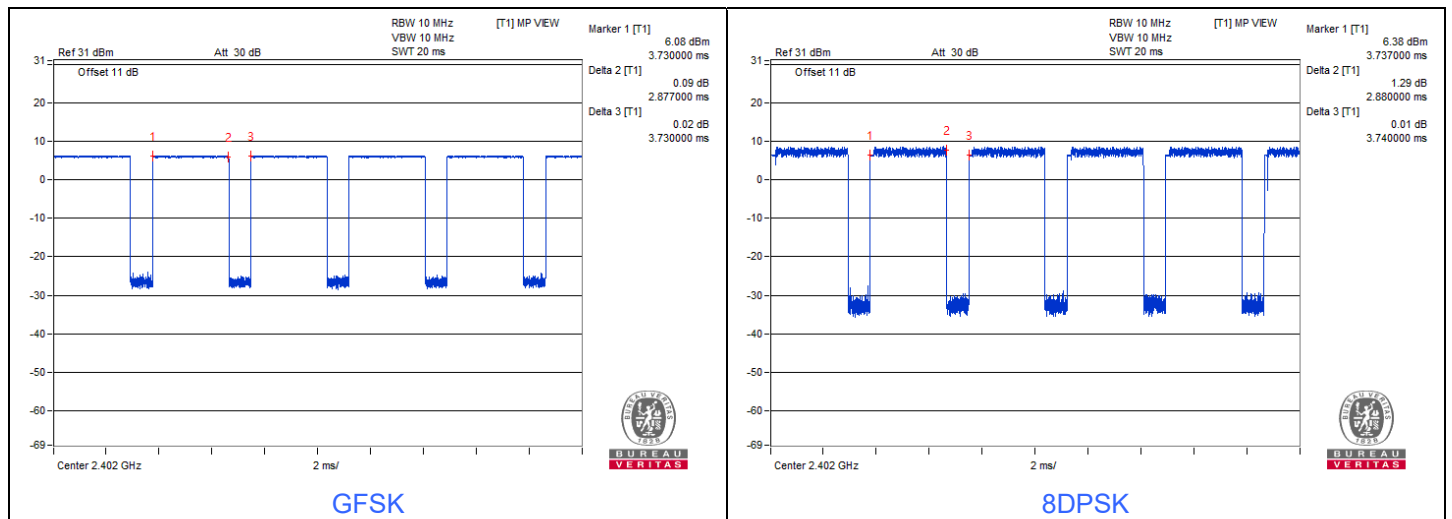 RBW 10 MHz
[T1] MP VIEW
VBW 10 MHz
Ref 31 dBm
Att 30 dB
SWT 20 ms
Marker 1 [T1]
6.08 dBm
3.730000 ms
Delta 2 [T1]
0.09 dB
2.877000 ms
Delta 3 [T1]
0.02 dB
3.730000 ms
31
Offset 11 dB
20
10
0
-10
-20
-30
-40
-50
-60
-69
1
2
3
Center 2.402 GHz
2 ms/
BUREAU VERITAS
1828
BUREAU
VERITAS
GFSK
RBW 10 MHz
[T1] MP VIEW
VBW 10 MHz
Ref 31 dBm
Att 30 dB
SWT 20 ms
Marker 1 [T1]
6.38 dBm
3.737000 ms
Delta 2 [T1]
1.29 dB
2.880000 ms
Delta 3 [T1]
0.01 dB
3.740000 ms
31
Offset 11 dB
20
10
0
-10
-20
-30
-40
-50
-60
-69
1
2
3
Center 2.402 GHz
2 ms/
BUREAU VERITAS
1828
BUREAU
VERITAS
8DPSK